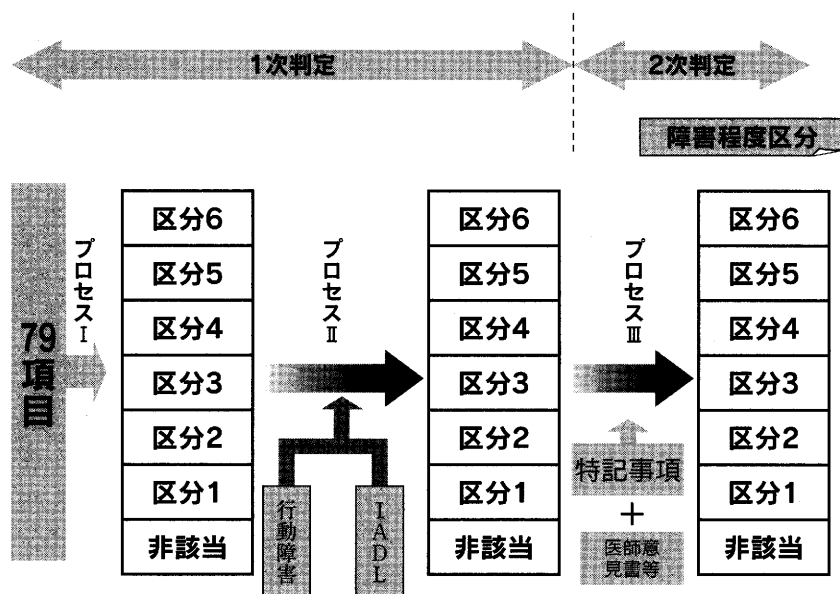 1次判定
2次判定
障害程度区分
79項目
プロセスⅠ
区分6
区分5
区分4
区分3
区分2
区分1
非該当
プロセスⅡ
行動障害
IADL
区分6
区分5
区分4
区分3
区分2
区分1
非該当
プロセスⅢ
特記事項
+
医師意
見書等
区分6
区分5
区分4
区分3
区分2
区分1
非該当